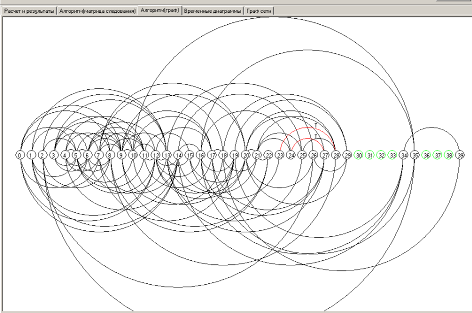 Расчет и результаты Алгоритм(матрица следования) Алгоритм(граф) Временные диаграммы Граф сети
0 1 2 3 4 5 6 7 8 9 10 11 12 13 14 15 16 17 18 19 20 21 22 23 24 25 26 27 28 29 30 31 32 33 34 35 36 37 38 39